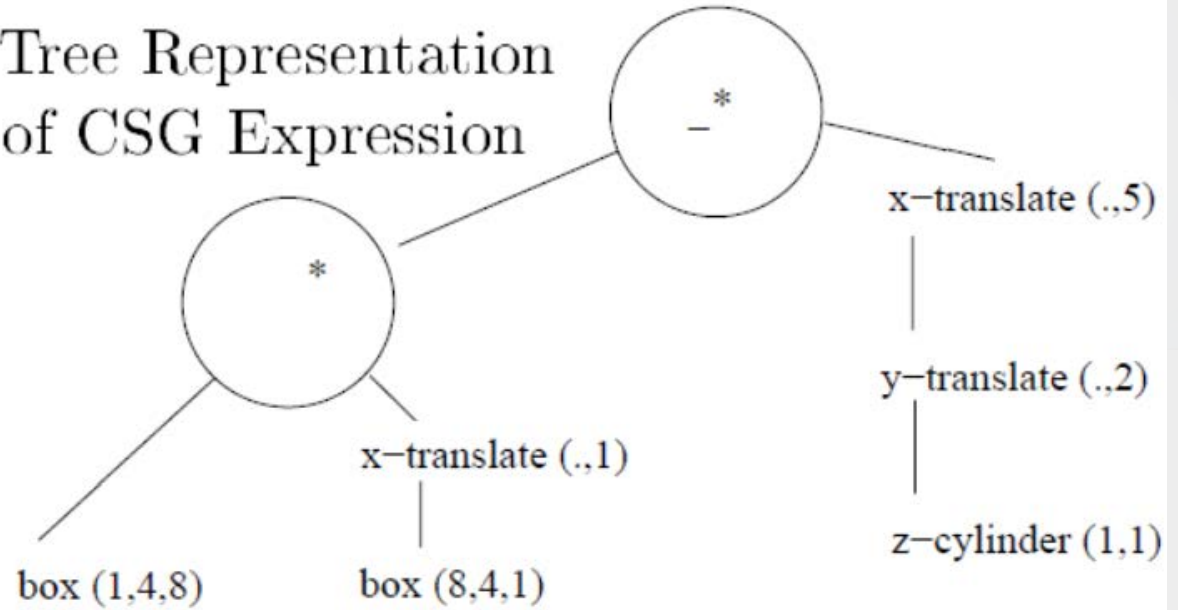 Tree Representation
of CSG Expression
−*
x−translate (.,5)
*
y−translate (.,2)
x−translate (.,1)
z−cylinder (1,1)
box (1,4,8)
box (8,4,1)